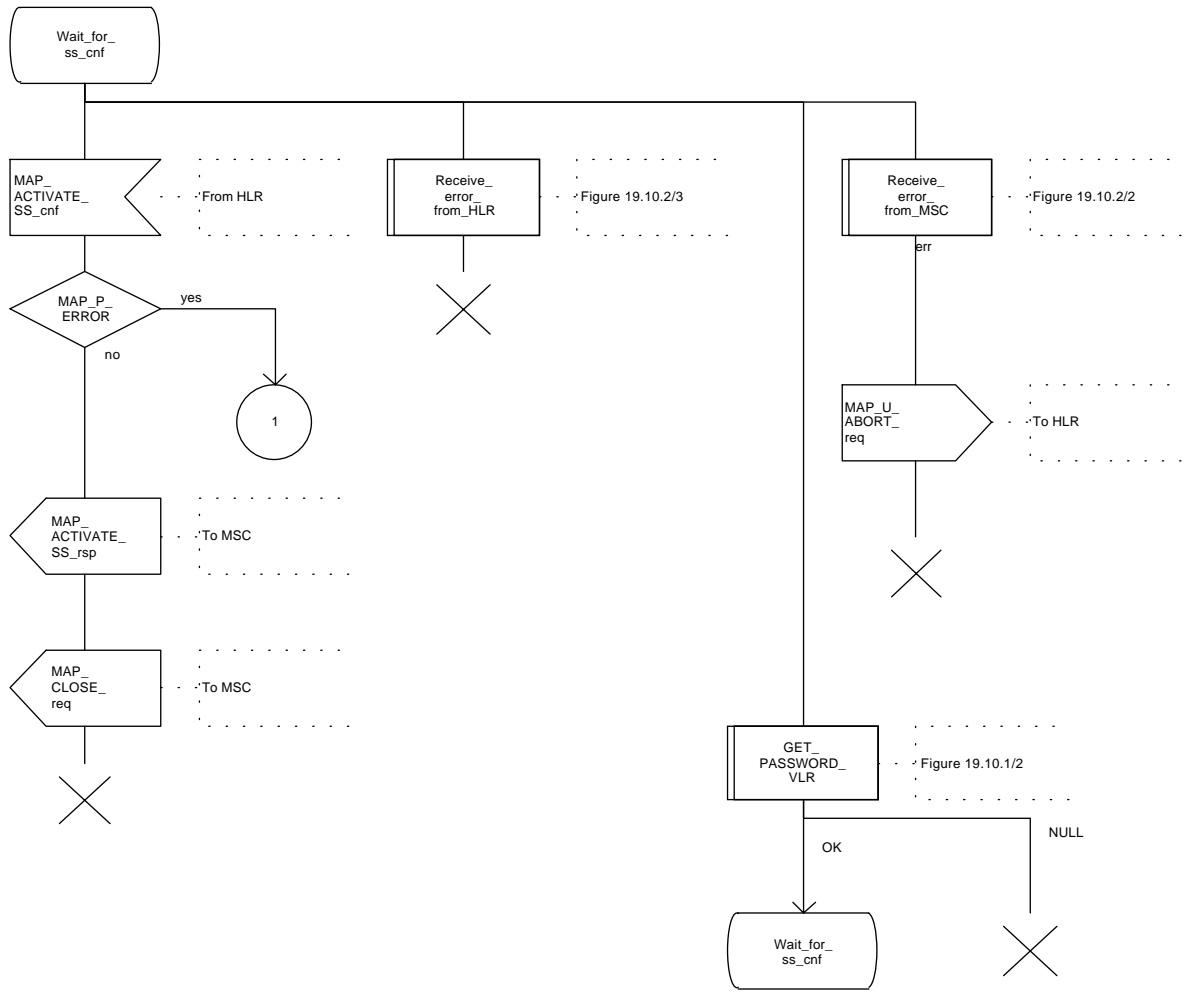 Wait_for_
ss_cnf
MAP_
ACTIVATE_
SS_cnf
From HLR
Receive_
error_
from_HLR
Figure 19.10.2/3
Receive_
error_
from_MSC
Figure 19.10.2/2
err
MAP_P_
ERROR
yes
no
1
MAP_U_
ABORT_
req
To HLR
MAP_
ACTIVATE_
SS_rsp
To MSC
MAP_
CLOSE_
req
To MSC
GET_
PASSWORD_
VLR
Figure 19.10.1/2
OK
NULL
Wait_for_
ss_cnf